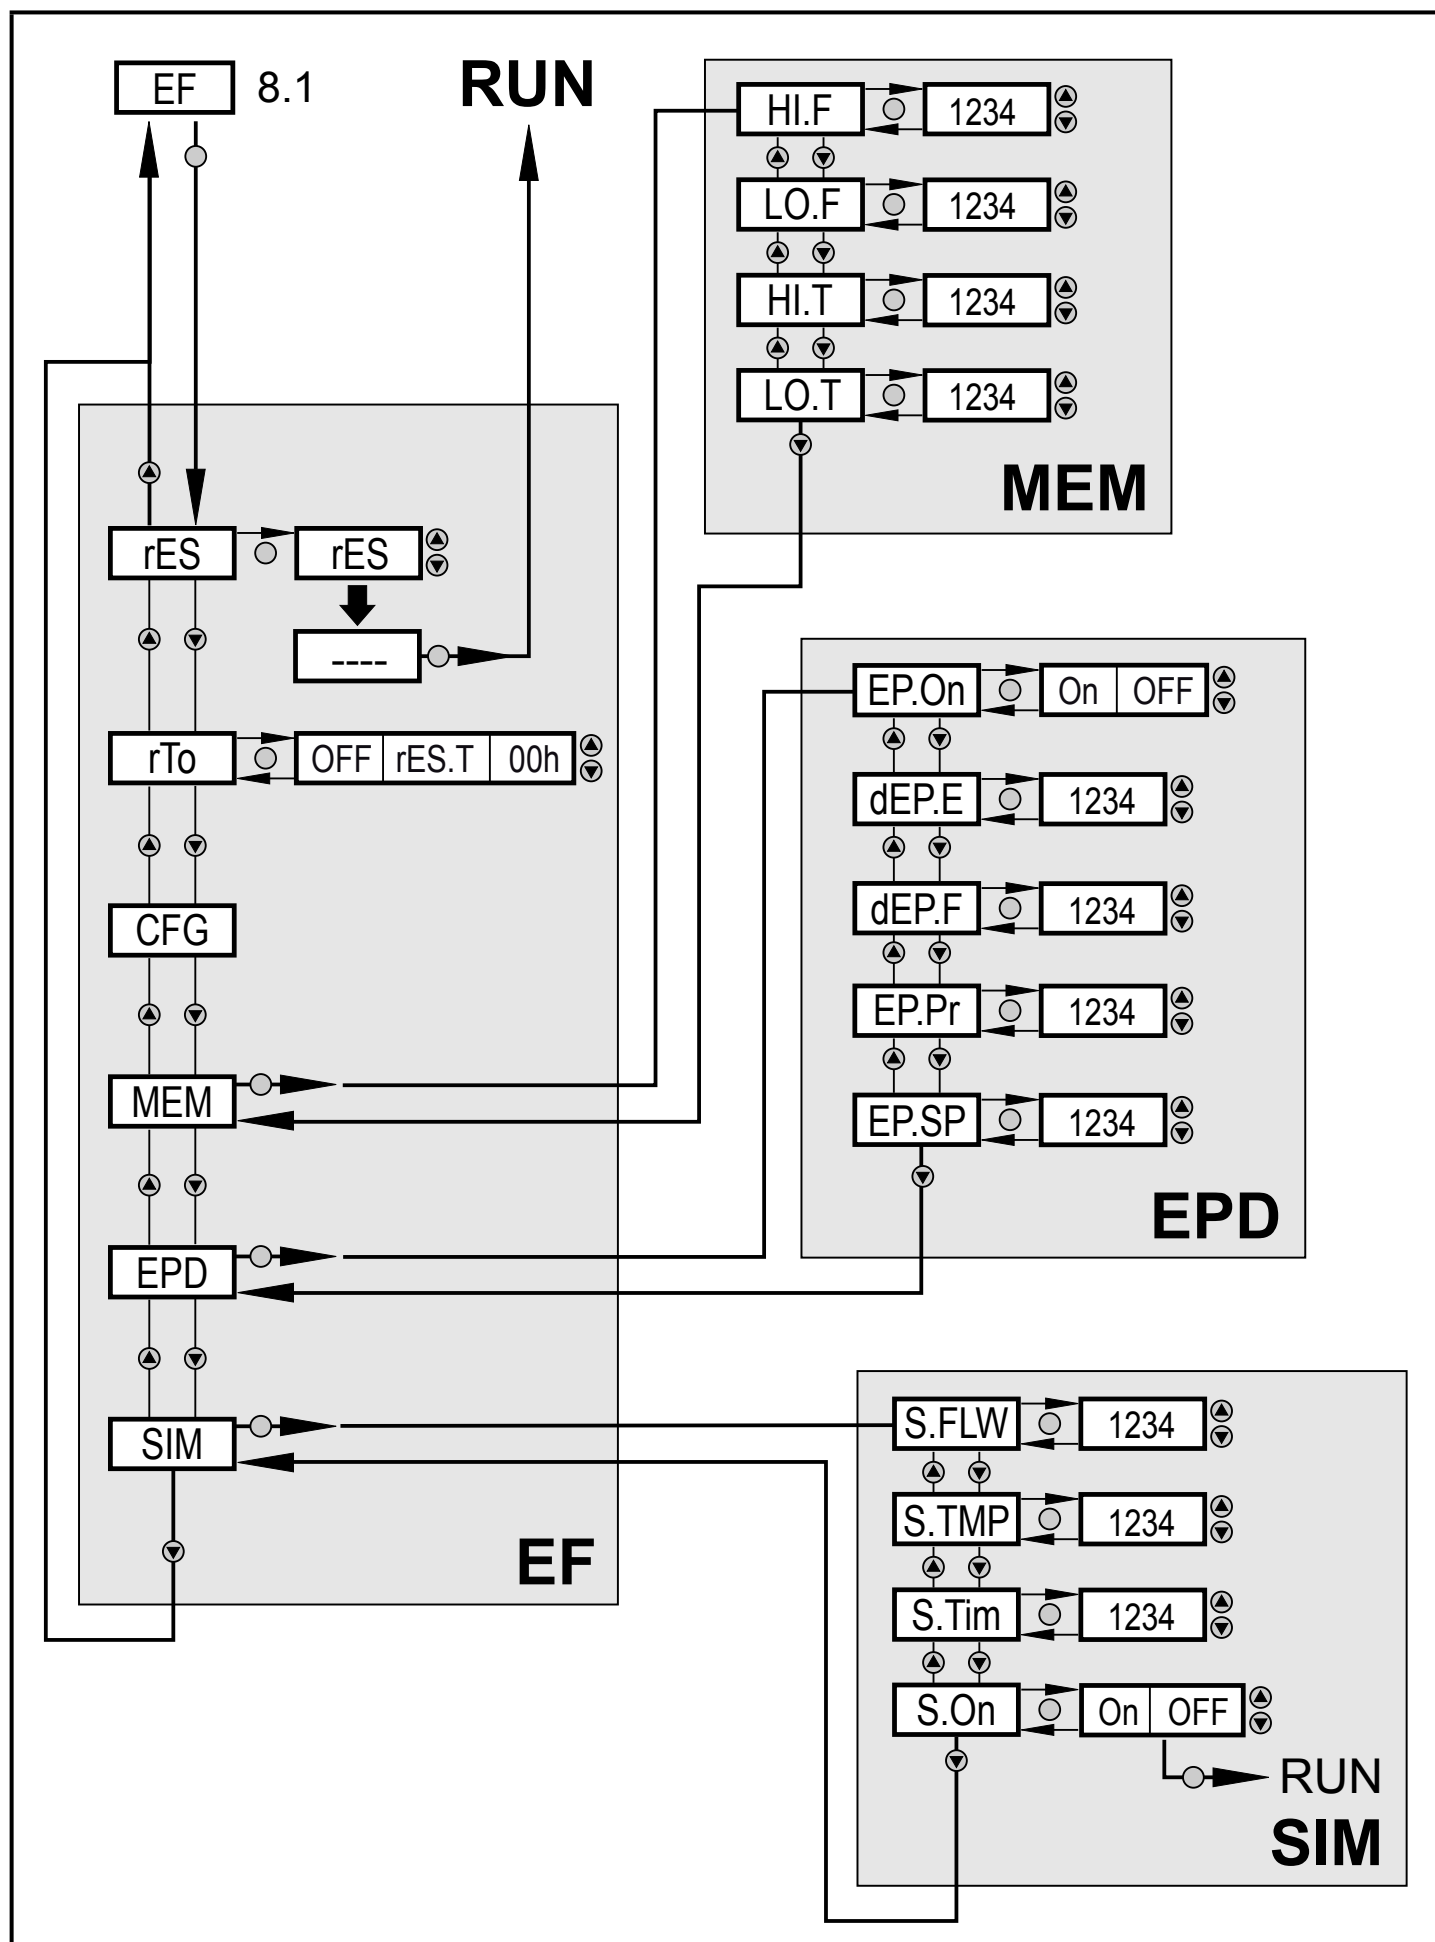 EF 8.1
RUN
rES rES
----
rTo OFF rES.T 00h
CFG
MEM
EPD
SIM
EF
HI.F 1234
LO.F 1234
HI.T 1234
LO.T 1234
MEM
EP.On On OFF
dEP.E 1234
dEP.F 1234
EP.Pr 1234
EP.SP 1234
EPD
S.FLW 1234
S.TMP 1234
S.Tim 1234
S.On On OFF
RUN
SIM